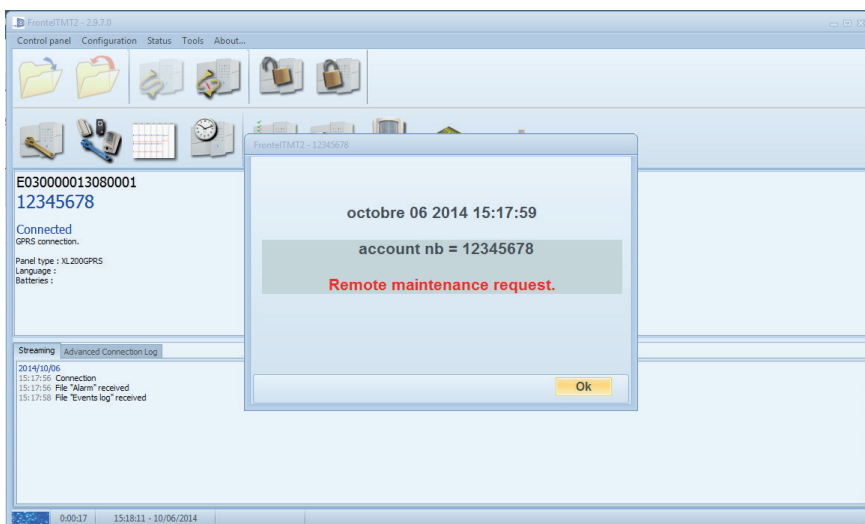 FrontelTMT2 - 2.9.7.0
Control panel Configuration Status Tools About...
FrontelTMT2 - 12345678
E030000013080001
12345678
Connected
GPRS connection.
Panel type : XL200GPRS
Language :
Batteries :
octobre 06 2014 15:17:59
account nb = 12345678
Remote maintenance request.
Ok
Streaming Advanced Connection Log
2014/10/06
15:17:56 Connection
15:17:56 File "Alarm" received
15:17:58 File "Events log" received
0:00:17 15:18:11 - 10/06/2014